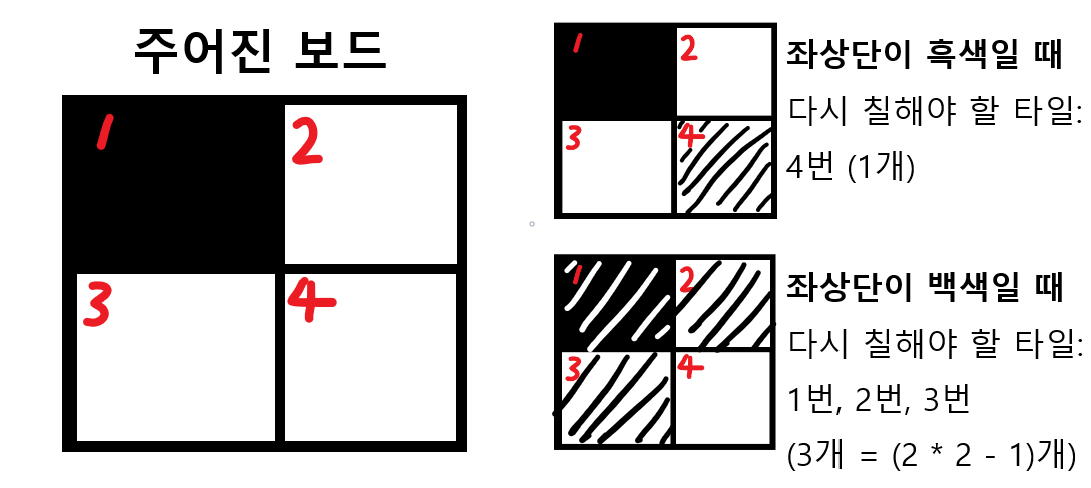 주어진 보드
1
2
3
4
1
2
3
4
좌상단이 흑색일 때
다시 칠해야 할 타일:
4번 (1개)
1
2
3
4
좌상단이 백색일 때
다시 칠해야 할 타일:
1번, 2번, 3번
(3개 = (2 * 2 - 1)개)